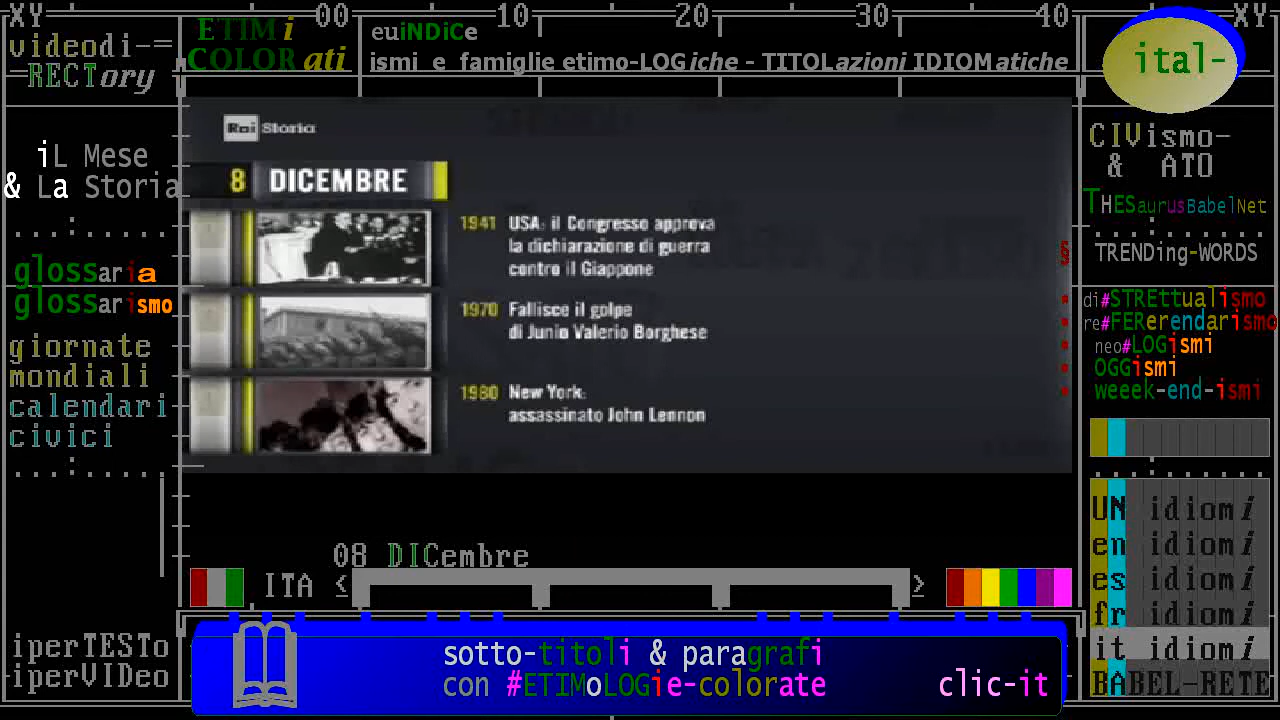 XY 00 10 20 30 40 XY
videodi-=
=RECTory
ETIMi
COLORati
euiNDiCe
ismi e famiglie etimo-LOGiche - TITOLazioni IDIOMatiche
ital-
iL Mese
& La Storia
...:.....
glossaria
glossarismo
giornate
mondiali
calendari
civici
...:.....
iperTESTo
iperVIDeo
Rai Storia
8 DICEMBRE
1941 USA: il Congresso approva
la dichiarazione di guerra
contro il Giappone
1970 Fallisce il golpe
di Junio Valerio Borghese
1980 New York:
assassinato John Lennon
08 DICembre
ITA < >
sotto-titoli & paragrafi
con #ETIMoLOGie-colorate clic-it
CIVismo-
& ATO
THESaurusBabelNet
TRENDing-WORDS
di#STREttualismo
re#FERerendarismo
neo#LOGismi
OGGismi
weeek-end-ismi
UN idiomi
en idiomi
es idiomi
fr idiomi
it idiomi
BABEL-RETE